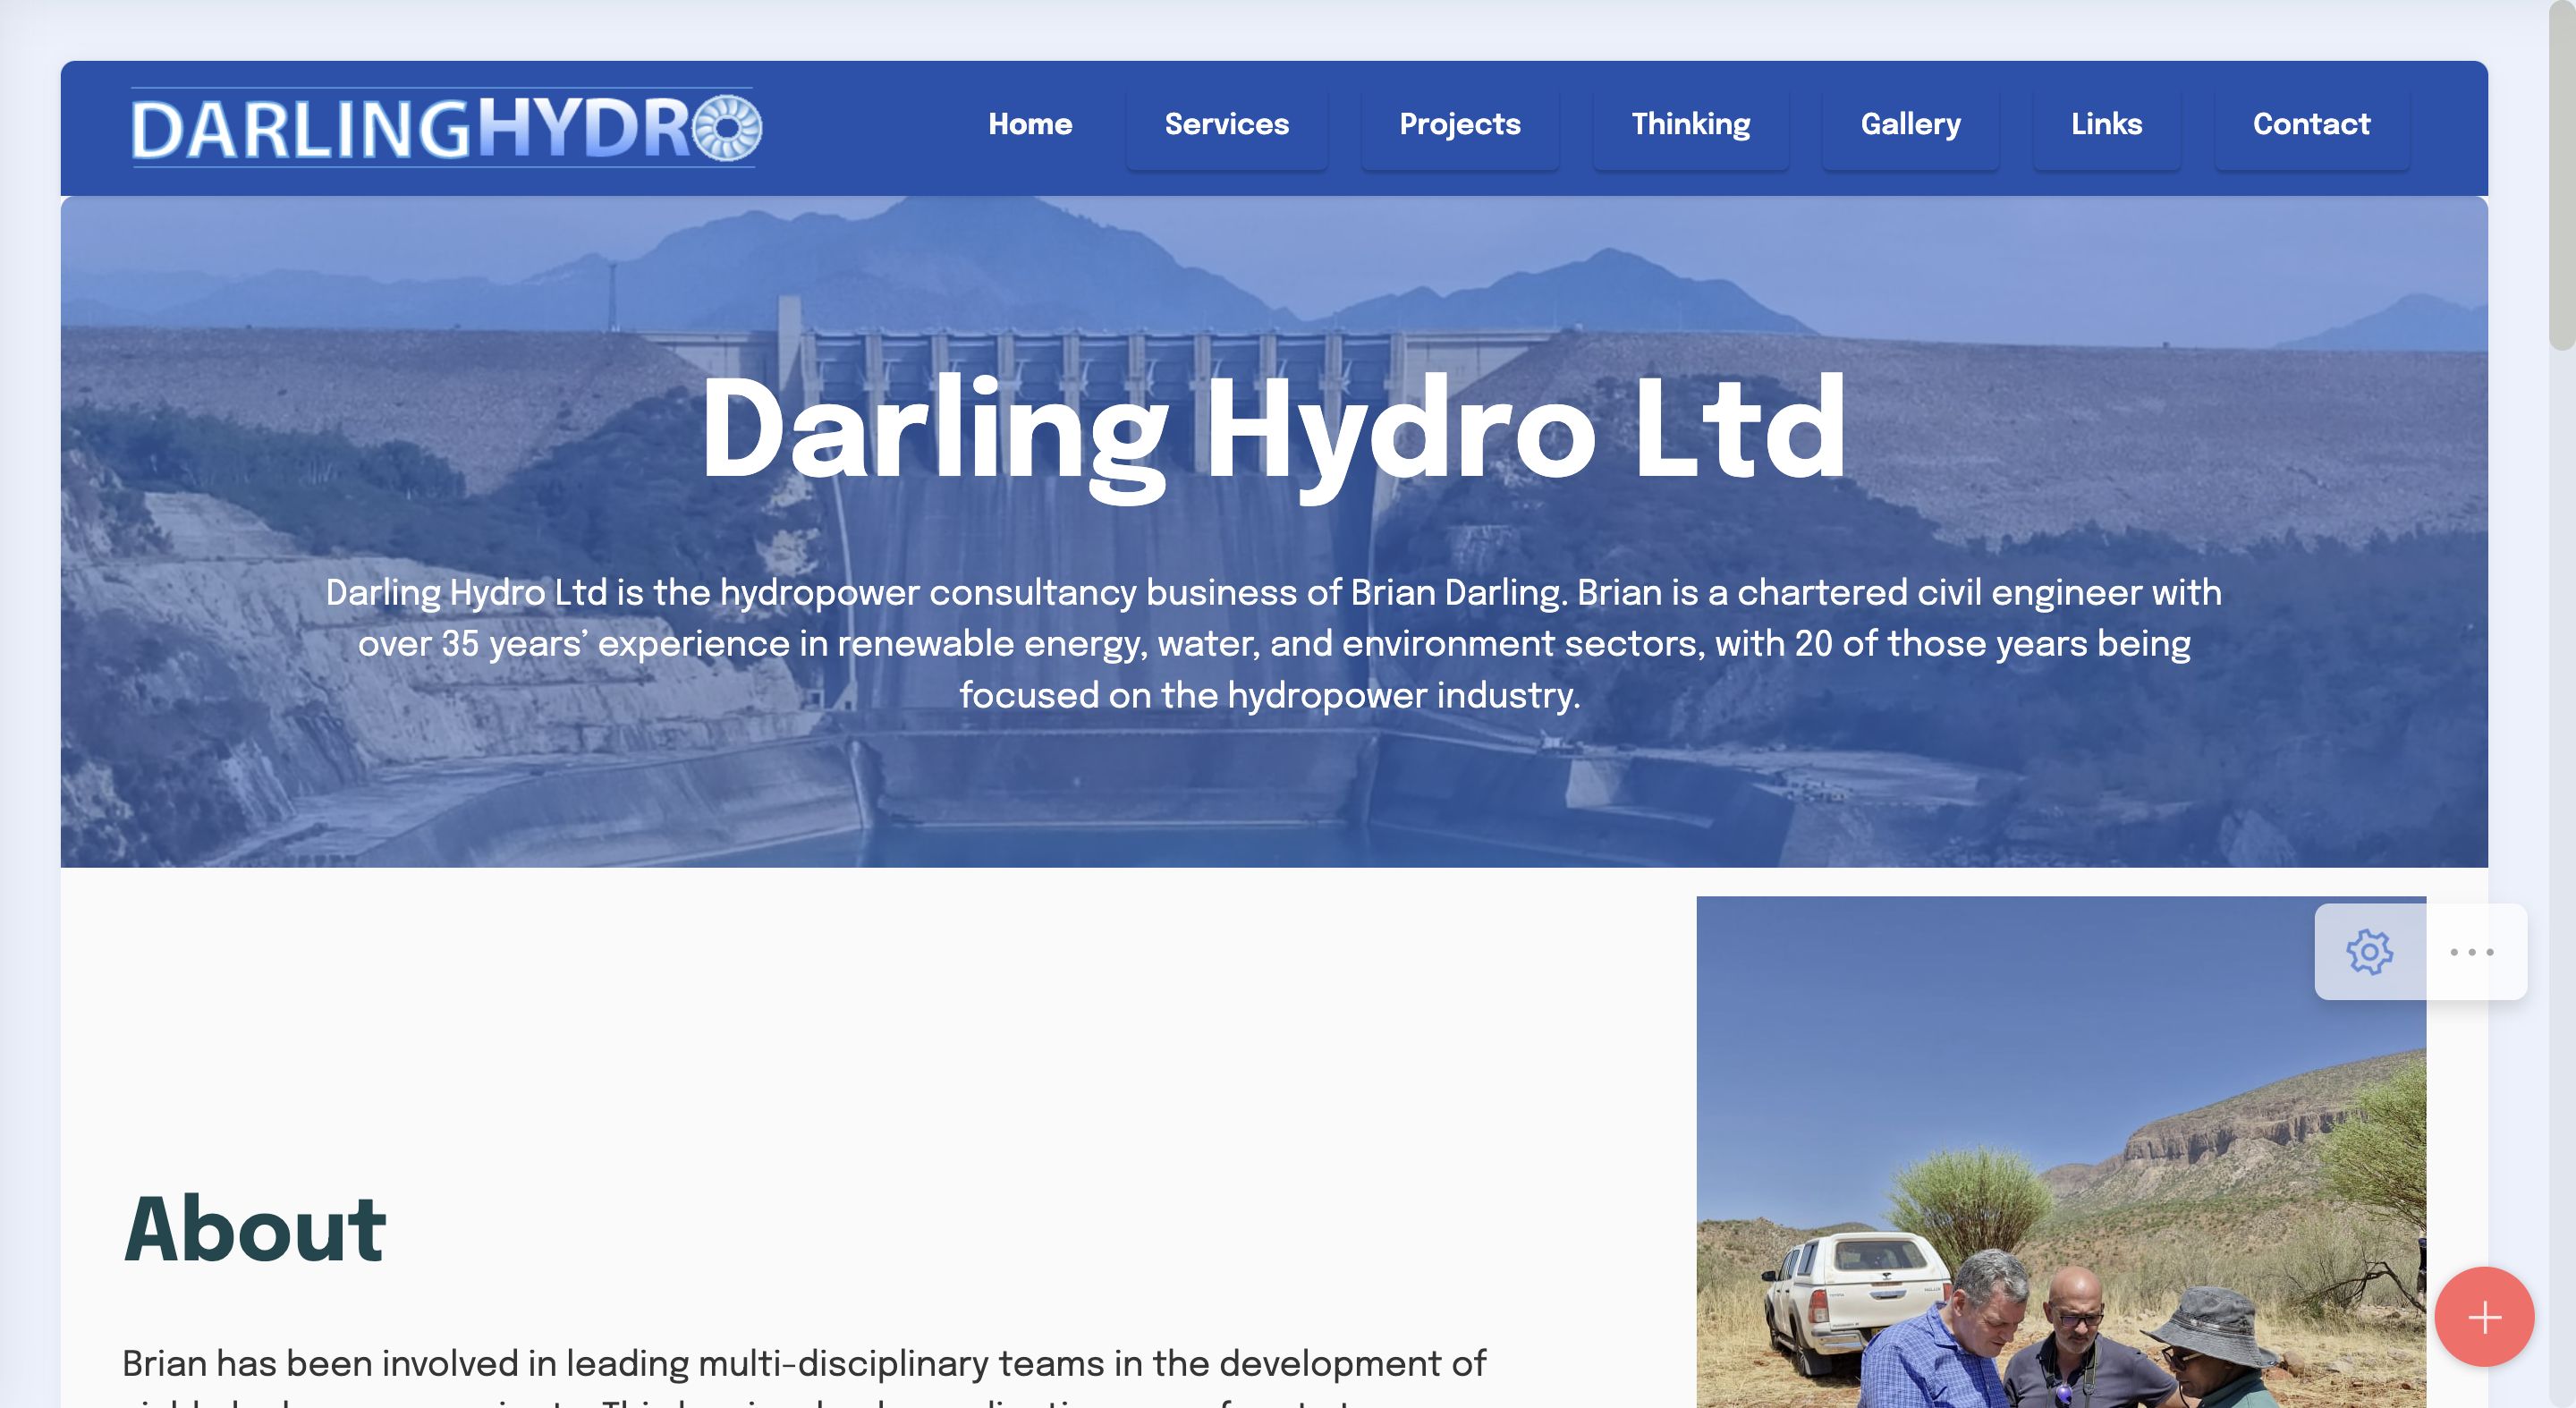 DARLINGHYDRO
Home Services Projects Thinking Gallery Links Contact
Darling Hydro Ltd
Darling Hydro Ltd is the hydropower consultancy business of Brian Darling. Brian is a chartered civil engineer with
over 35 years’ experience in renewable energy, water, and environment sectors, with 20 of those years being
focused on the hydropower industry.
About
Brian has been involved in leading multi-disciplinary teams in the development of